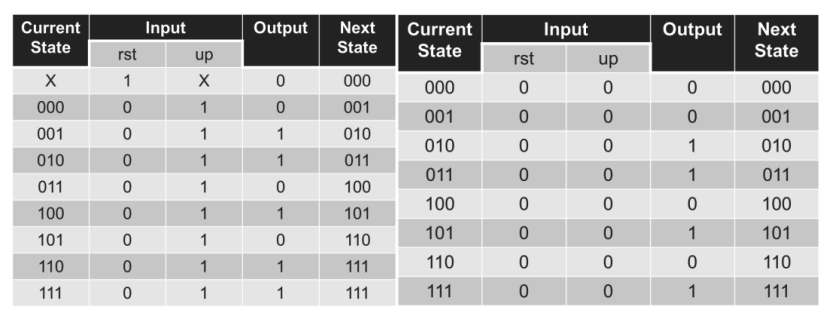 Current State Input Output Next State
rst up
X 1 X 0 000
000 0 1 0 001
001 0 1 1 010
010 0 1 1 011
011 0 1 0 100
100 0 1 1 101
101 0 1 0 110
110 0 1 1 111
111 0 1 1 111
Current State Input Output Next State
rst up
000 0 0 0 000
001 0 0 0 001
010 0 0 1 010
011 0 0 1 011
100 0 0 0 100
101 0 0 1 101
110 0 0 0 110
111 0 0 1 111